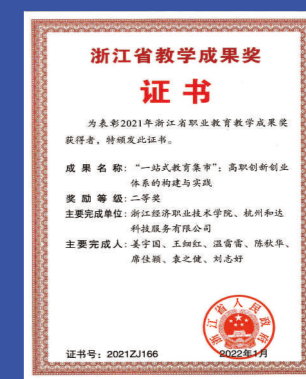 浙江省教学成果奖
证书
为表彰2021年浙江省职业教育教学成果奖
获得者，特颁发此证书。
成果名称：“一站式教育集市”：高职创新创业
体系的构建与实践
奖励等级：二等奖
主要完成单位：浙江经济职业技术学院、杭州和达
科技服务有限公司
主要完成人：姜宇国、王细红、温雷雷、陈秋华、
席佳颖、袁之健、刘志好
浙江省人民政府
证书号：2021ZJ166
2022年1月